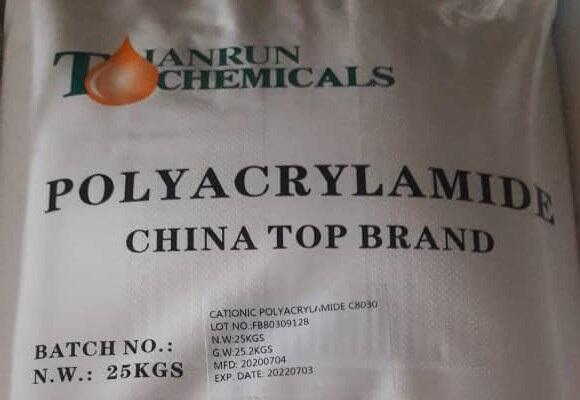 TIANRUN
CHEMICALS
POLYACRYLAMIDE
CHINA TOP BRAND
CATIONIC POLYACRYLAMIDE C8030
LOT NO.:FB80309128
N.W:25KGS
G.W:25.2KGS
MFD: 20200704
EXP. DATE: 20220703
BATCH NO.:
N.W.: 25KGS